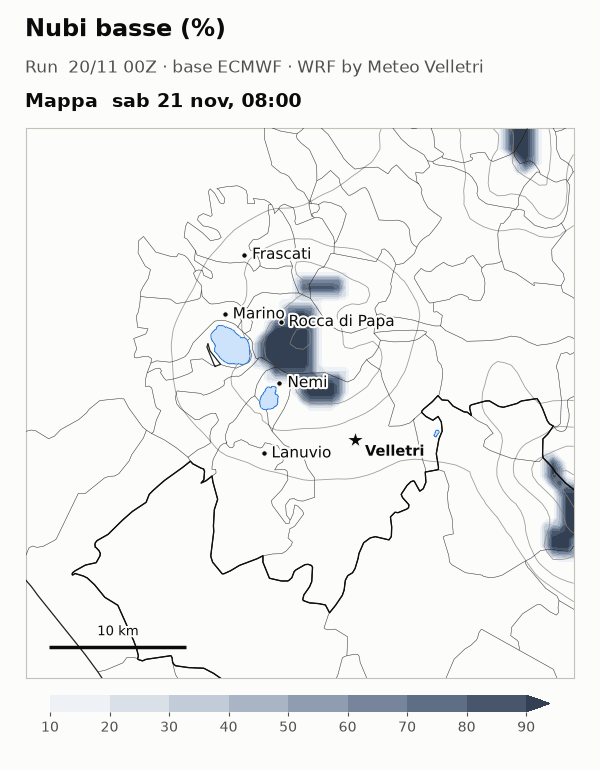 Nubi basse (%)
Run  20/11 00Z · base ECMWF · WRF by Meteo Velletri
Mappa  sab 21 nov, 08:00
Frascati
Marino
Rocca di Papa
Nemi
Velletri
Lanuvio
10 km
10 20 30 40 50 60 70 80 90